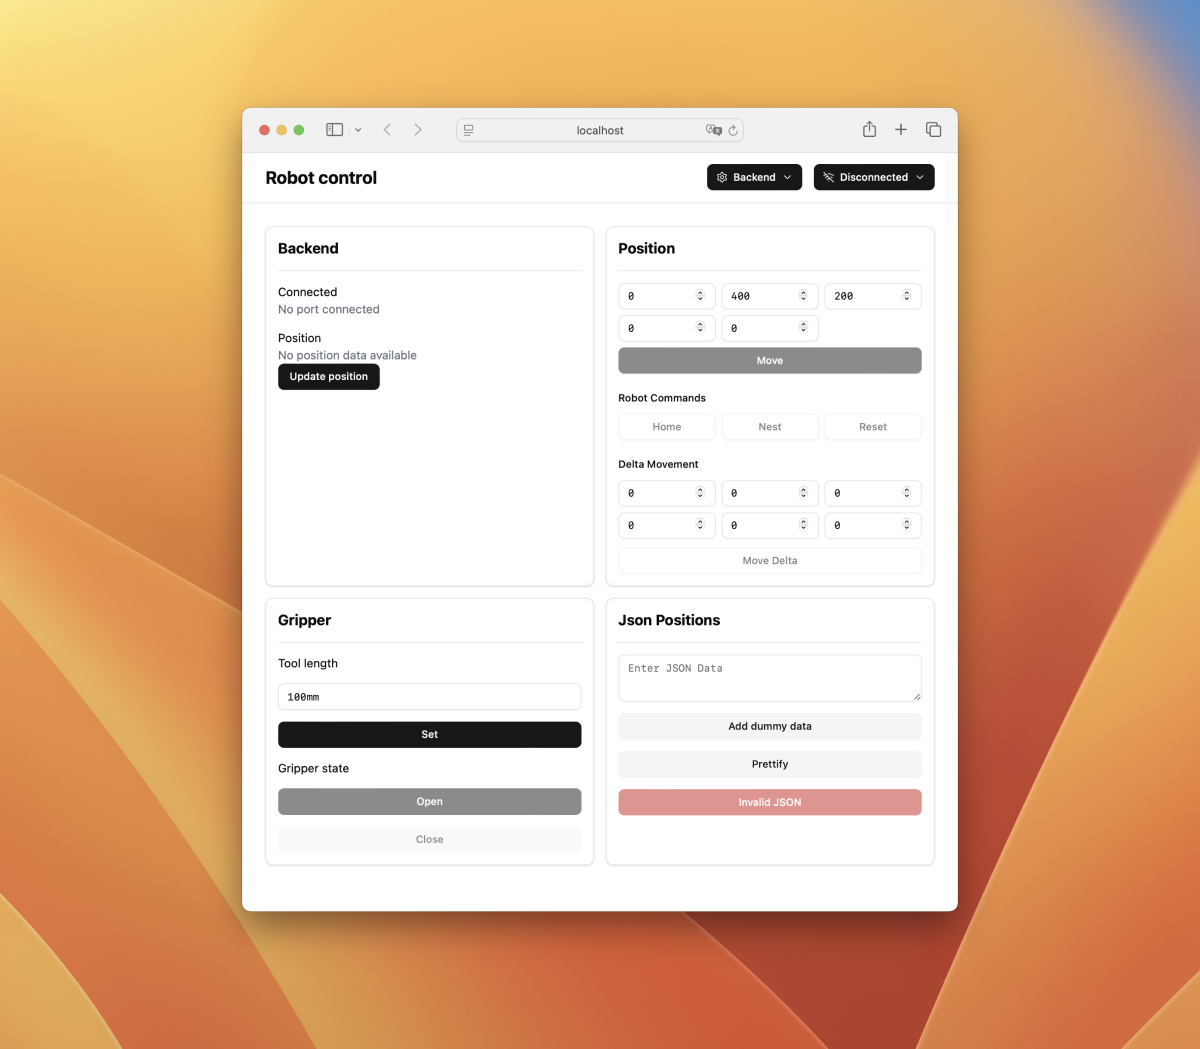 localhost
Robot control
Backend
Disconnected
Backend
Connected
No port connected
Position
No position data available
Update position
Position
0
400
200
0
0
Move
Robot Commands
Home
Nest
Reset
Delta Movement
0
0
0
0
0
0
Move Delta
Gripper
Tool length
100mm
Set
Gripper state
Open
Close
Json Positions
Enter JSON Data
Add dummy data
Prettify
Invalid JSON